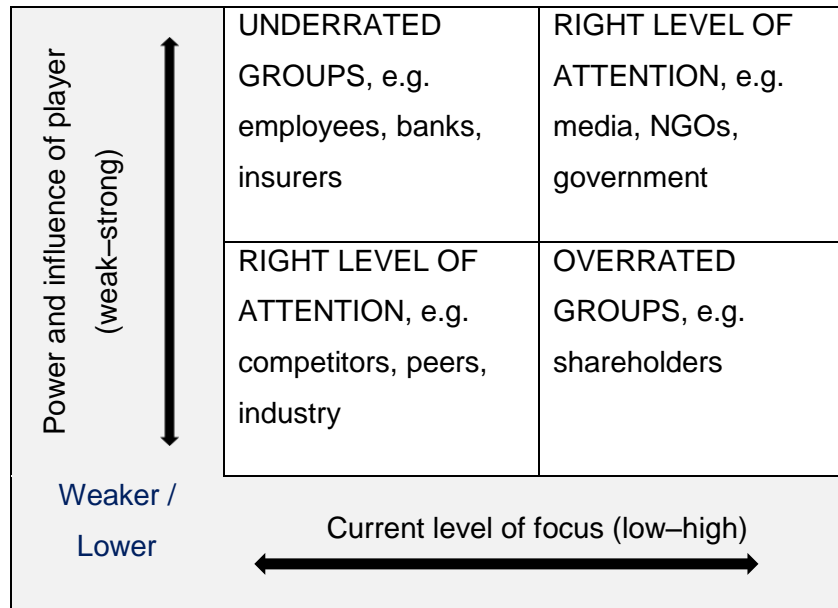 Power and influence of player
(weak–strong)
UNDERRATED
GROUPS, e.g.
employees, banks,
insurers
RIGHT LEVEL OF
ATTENTION, e.g.
media, NGOs,
government
RIGHT LEVEL OF
ATTENTION, e.g.
competitors, peers,
industry
OVERRATED
GROUPS, e.g.
shareholders
Weaker /
Lower
Current level of focus (low–high)